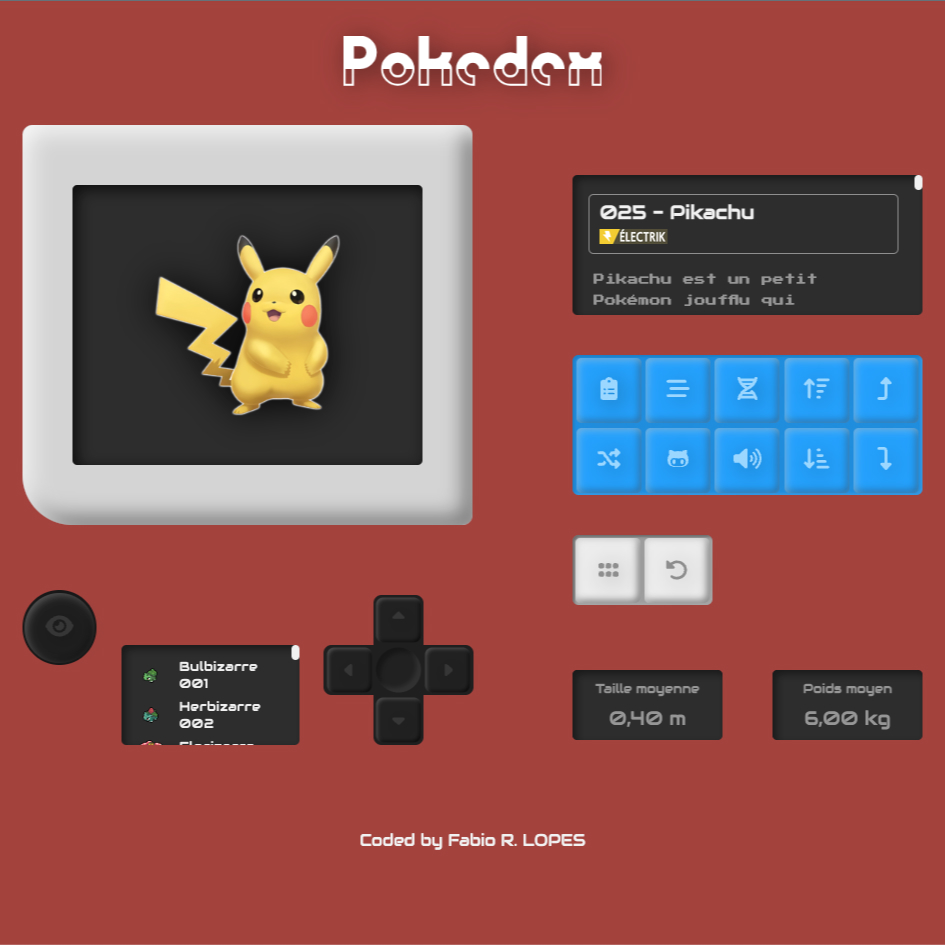 Pokedex
025 - Pikachu
ÉLECTRIK
Pikachu est un petit
Pokémon joufflu qui
Bulbizarre
001
Herbizarre
002
Taille moyenne
0,40 m
Poids moyen
6,00 kg
Coded by Fabio R. LOPES